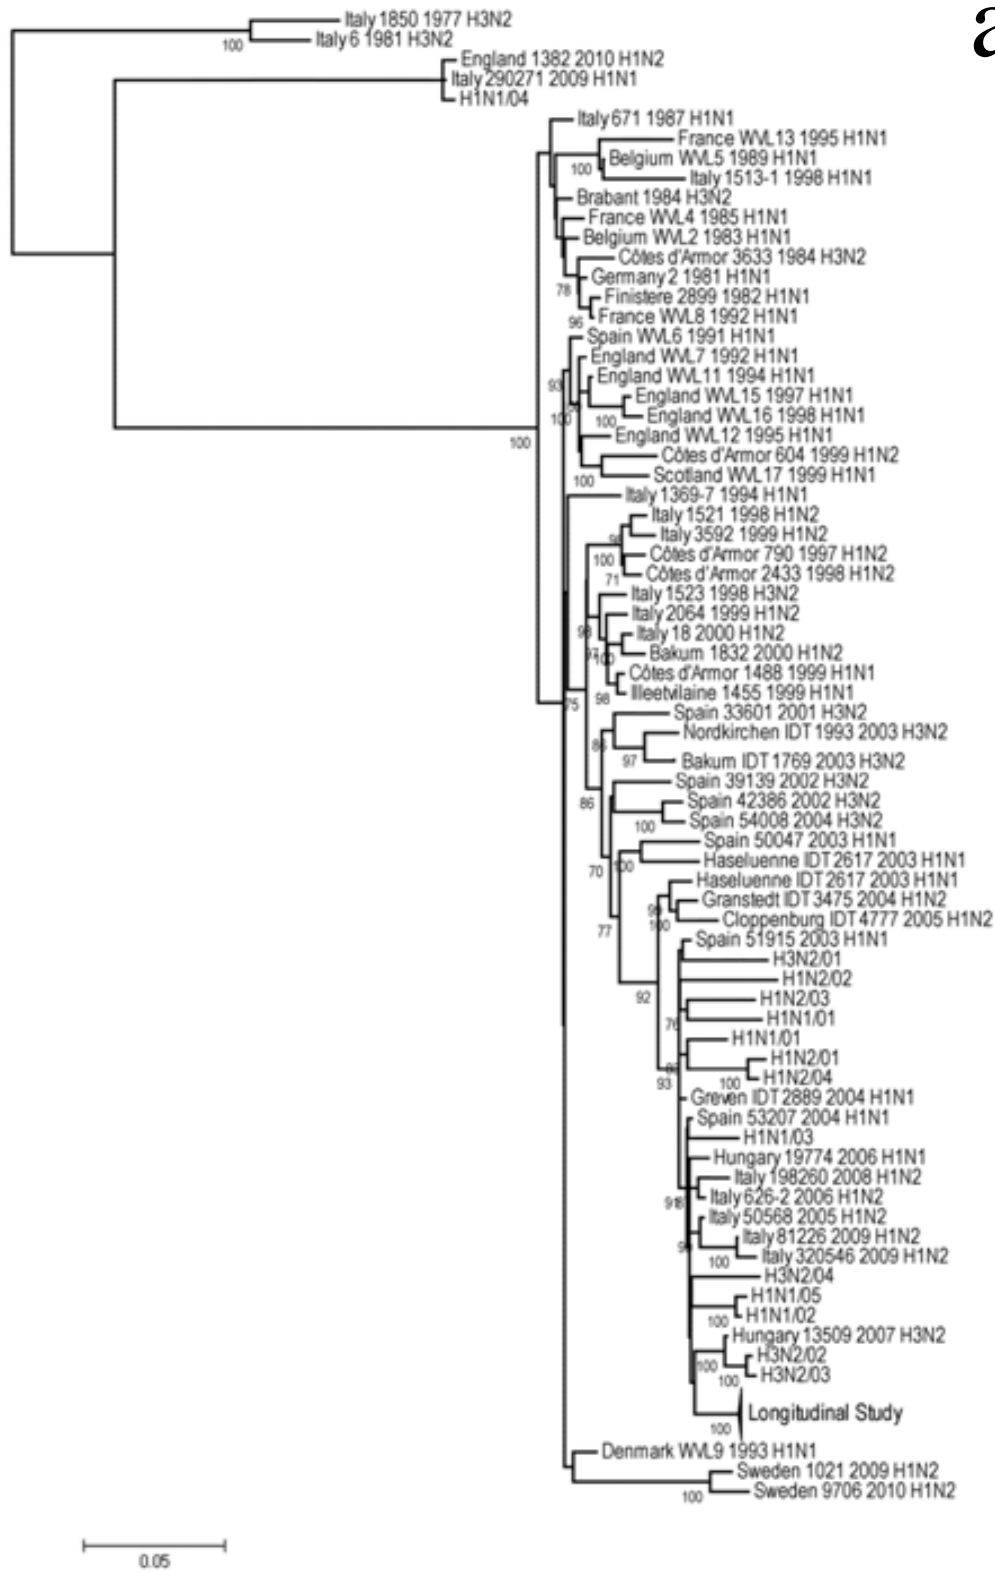 a
Italy 1850 1977 H3N2
Italy 6 1981 H3N2
100
England 1382 2010 H1N2
Italy 290271 2009 H1N1
H1N1/04
Italy 671 1987 H1N1
France WVL13 1995 H1N1
Belgium WVL5 1989 H1N1
100
Italy 1513-1 1998 H1N1
Brabant 1984 H3N2
France WVL4 1985 H1N1
Belgium WVL2 1983 H1N1
Côtes d'Armor 3633 1984 H3N2
Germany 2 1981 H1N1
78
Finistere 2899 1982 H1N1
France WVL8 1992 H1N1
96
Spain WVL6 1991 H1N1
England WVL7 1992 H1N1
England WVL11 1994 H1N1
93
England WVL15 1997 H1N1
England WVL16 1998 H1N1
100
100
England WVL12 1995 H1N1
100
Côtes d'Armor 604 1999 H1N2
Scotland WVL17 1999 H1N1
100
Italy 1369-7 1994 H1N1
Italy 1521 1998 H1N2
Italy 3592 1999 H1N2
Côtes d'Armor 790 1997 H1N2
100
Côtes d'Armor 2433 1998 H1N2
71
Italy 1523 1998 H3N2
Italy 2064 1999 H1N2
Italy 18 2000 H1N2
Bakum 1832 2000 H1N2
100
Côtes d'Armor 1488 1999 H1N1
Illeetvilaine 1455 1999 H1N1
98
75
Spain 33601 2001 H3N2
Nordkirchen IDT 1993 2003 H3N2
97
Bakum IDT 1769 2003 H3N2
Spain 39139 2002 H3N2
86
Spain 42386 2002 H3N2
Spain 54008 2004 H3N2
100
Spain 50047 2003 H1N1
Haseluenne IDT 2617 2003 H1N1
100
70
Haseluenne IDT 2617 2003 H1N1
Granstedt IDT 3475 2004 H1N2
Cloppenburg IDT 4777 2005 H1N2
100
77
Spain 51915 2003 H1N1
H3N2/01
H1N2/02
92
H1N2/03
H1N1/01
76
H1N1/01
H1N2/01
H1N2/04
93
100
Greven IDT 2889 2004 H1N1
Spain 53207 2004 H1N1
H1N1/03
Hungary 19774 2006 H1N1
Italy 198260 2008 H1N2
Italy 626-2 2006 H1N2
Italy 50568 2005 H1N2
Italy 81226 2009 H1N2
Italy 320546 2009 H1N2
100
H3N2/04
H1N1/05
H1N1/02
100
Hungary 13509 2007 H3N2
H3N2/02
100
H3N2/03
100
Longitudinal Study
100
Denmark WVL9 1993 H1N1
Sweden 1021 2009 H1N2
Sweden 9706 2010 H1N2
100
0.05